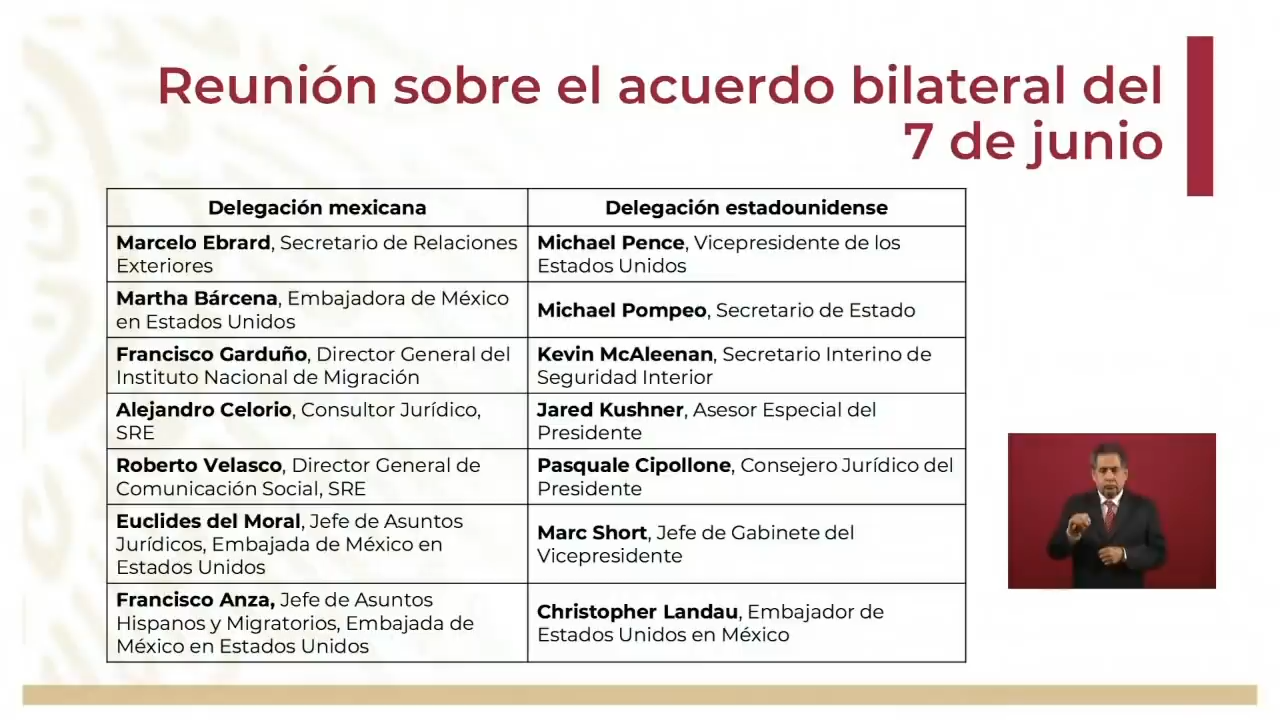 Reunión sobre el acuerdo bilateral del
7 de junio
Delegación mexicana
Delegación estadounidense
Marcelo Ebrard, Secretario de Relaciones
Exteriores
Michael Pence, Vicepresidente de los
Estados Unidos
Martha Bárcena, Embajadora de México
en Estados Unidos
Michael Pompeo, Secretario de Estado
Francisco Garduño, Director General del
Instituto Nacional de Migración
Kevin McAleenan, Secretario Interino de
Seguridad Interior
Alejandro Celorio, Consultor Jurídico,
SRE
Jared Kushner, Asesor Especial del
Presidente
Roberto Velasco, Director General de
Comunicación Social, SRE
Pasquale Cipollone, Consejero Jurídico del
Presidente
Euclides del Moral, Jefe de Asuntos
Jurídicos, Embajada de México en
Estados Unidos
Marc Short, Jefe de Gabinete del
Vicepresidente
Francisco Anza, Jefe de Asuntos
Hispanos y Migratorios, Embajada de
México en Estados Unidos
Christopher Landau, Embajador de
Estados Unidos en México